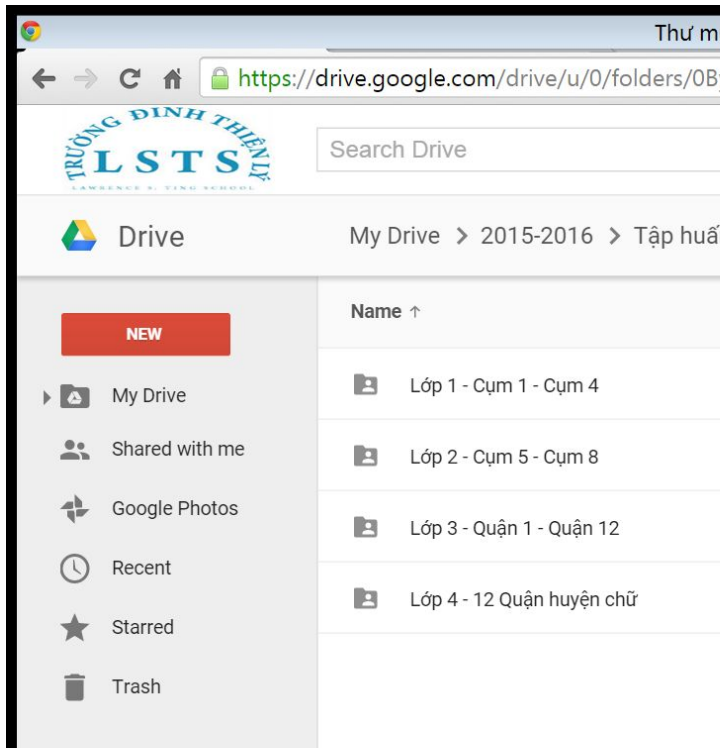 Thư m
https://drive.google.com/drive/u/0/folders/0B
TRƯỜNG ĐINH THIỆN LÝ
LSTS
LAWRENCE S. TING SCHOOL
Search Drive
Drive
My Drive > 2015-2016 > Tập huấ
NEW
Name ↑
My Drive
Lớp 1 - Cụm 1 - Cụm 4
Shared with me
Lớp 2 - Cụm 5 - Cụm 8
Google Photos
Lớp 3 - Quận 1 - Quận 12
Recent
Lớp 4 - 12 Quận huyện chữ
Starred
Trash